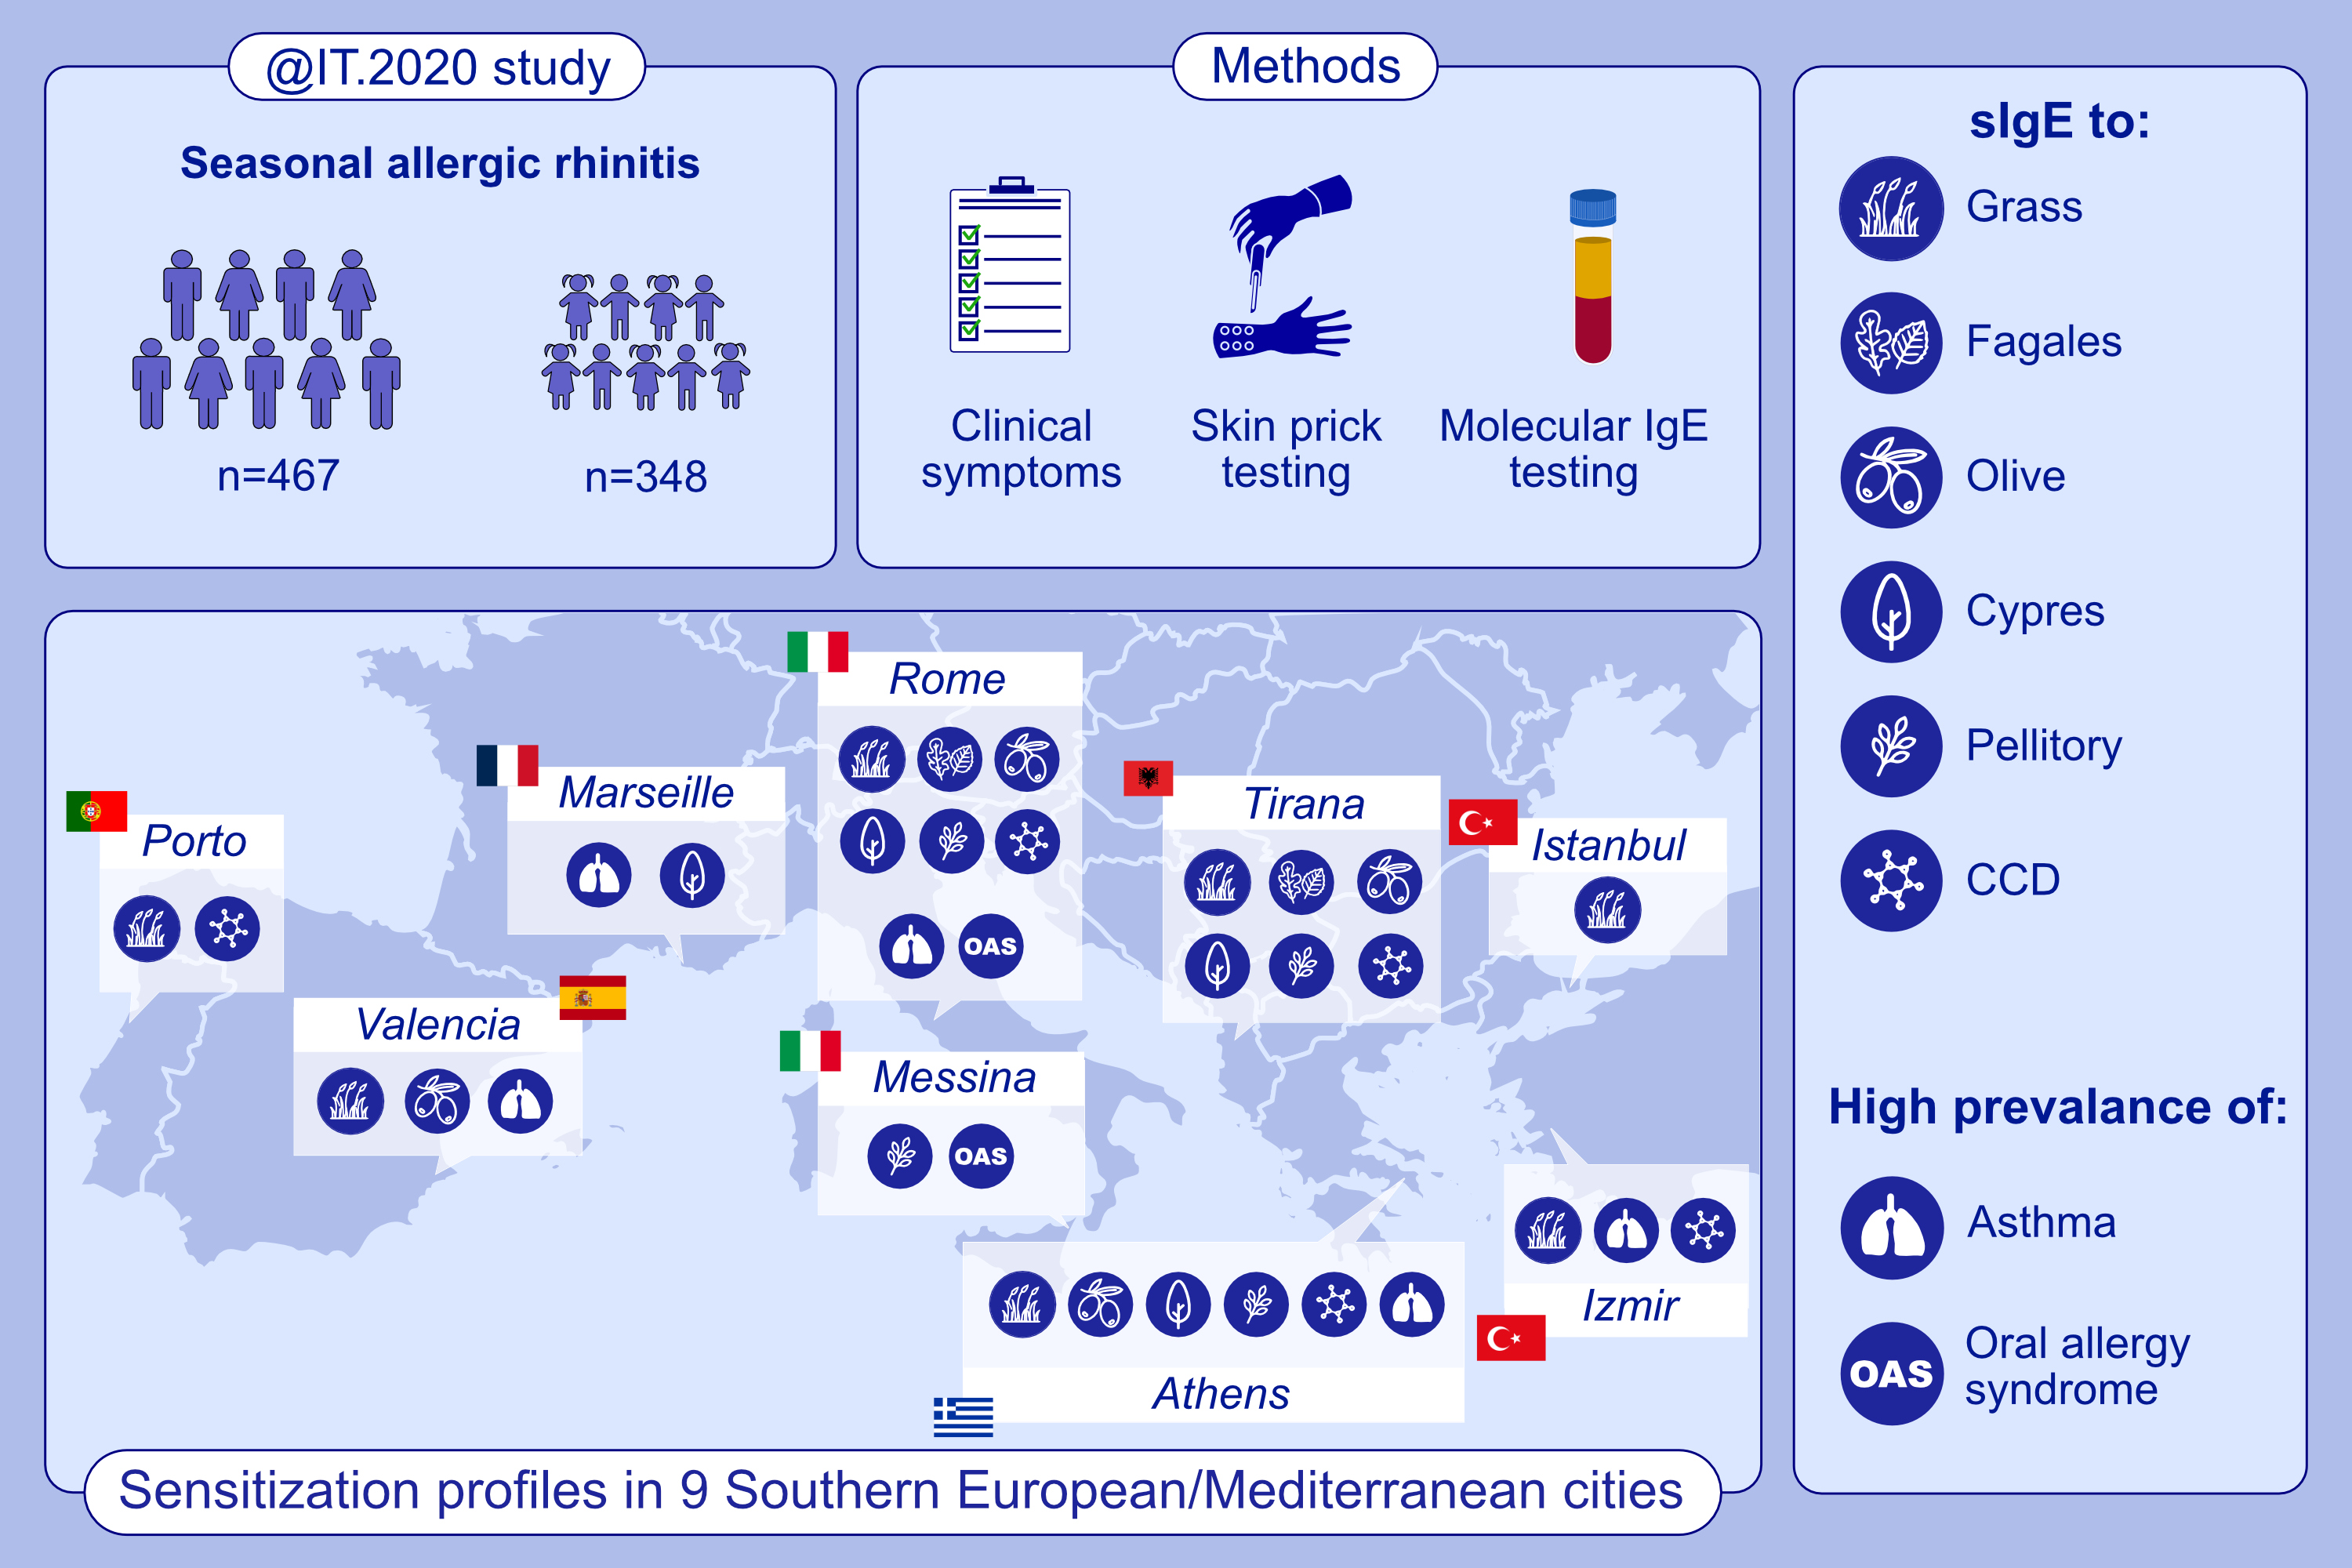 @IT.2020 study
Seasonal allergic rhinitis
n=467
n=348
Methods
Clinical
symptoms
Skin prick
testing
Molecular IgE
testing
sIgE to:
Grass
Fagales
Olive
Cypres
Pellitory
CCD
High prevalance of:
Asthma
OAS
Oral allergy
syndrome
Porto
Marseille
Rome
OAS
Tirana
Istanbul
Valencia
Messina
OAS
Izmir
Athens
Sensitization profiles in 9 Southern European/Mediterranean cities